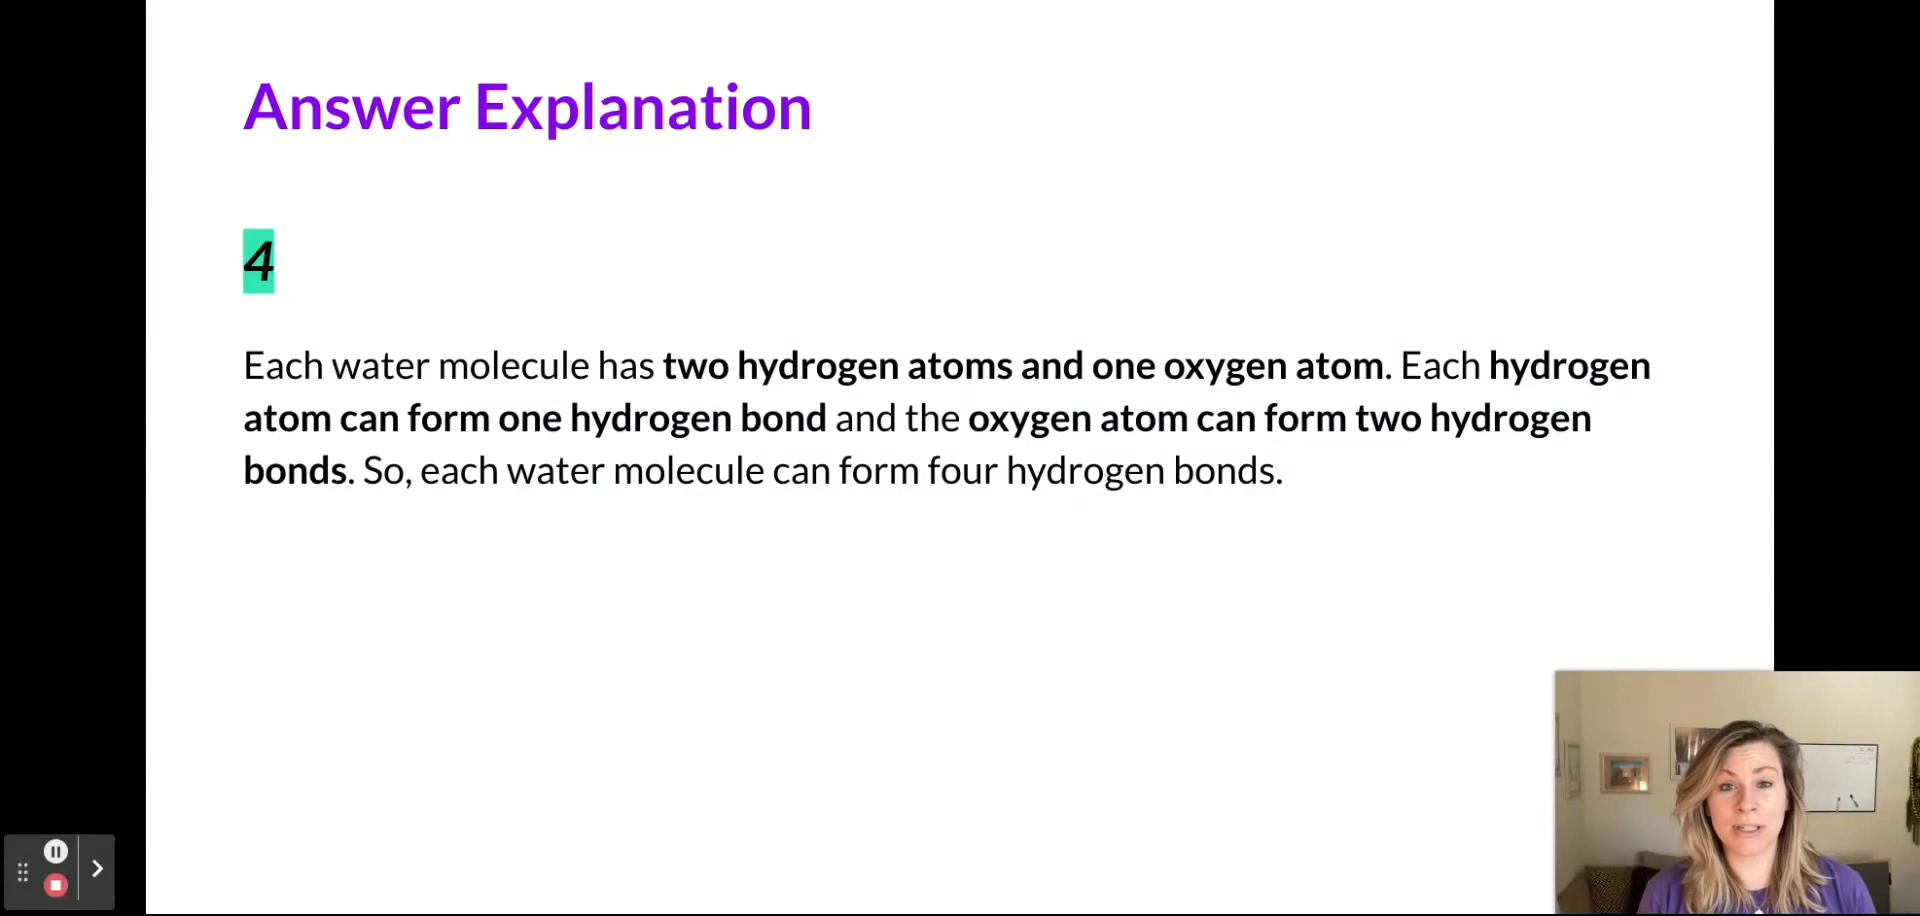 Answer Explanation
4
Each water molecule has two hydrogen atoms and one oxygen atom. Each hydrogen
atom can form one hydrogen bond and the oxygen atom can form two hydrogen
bonds. So, each water molecule can form four hydrogen bonds.